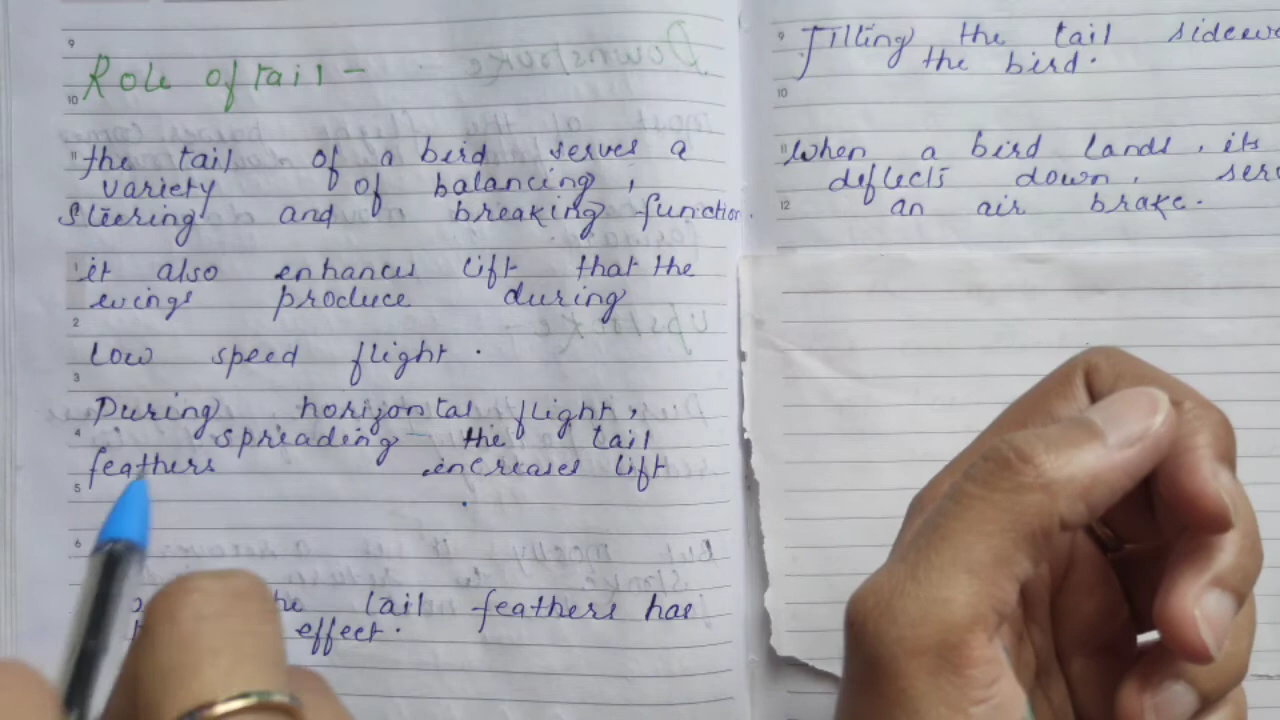 Role of tail -
the tail of a bird serves a
variety of balancing,
Steering and breaking function.
it also enhances lift that the
wings produce during
low speed flight.
During horizontal flight,
spreading the tail
feathers increases lift
the tail feathers has
effect.
Tilling the tail
the bird.
When a bird lands, its
deflects down,
an air brake.